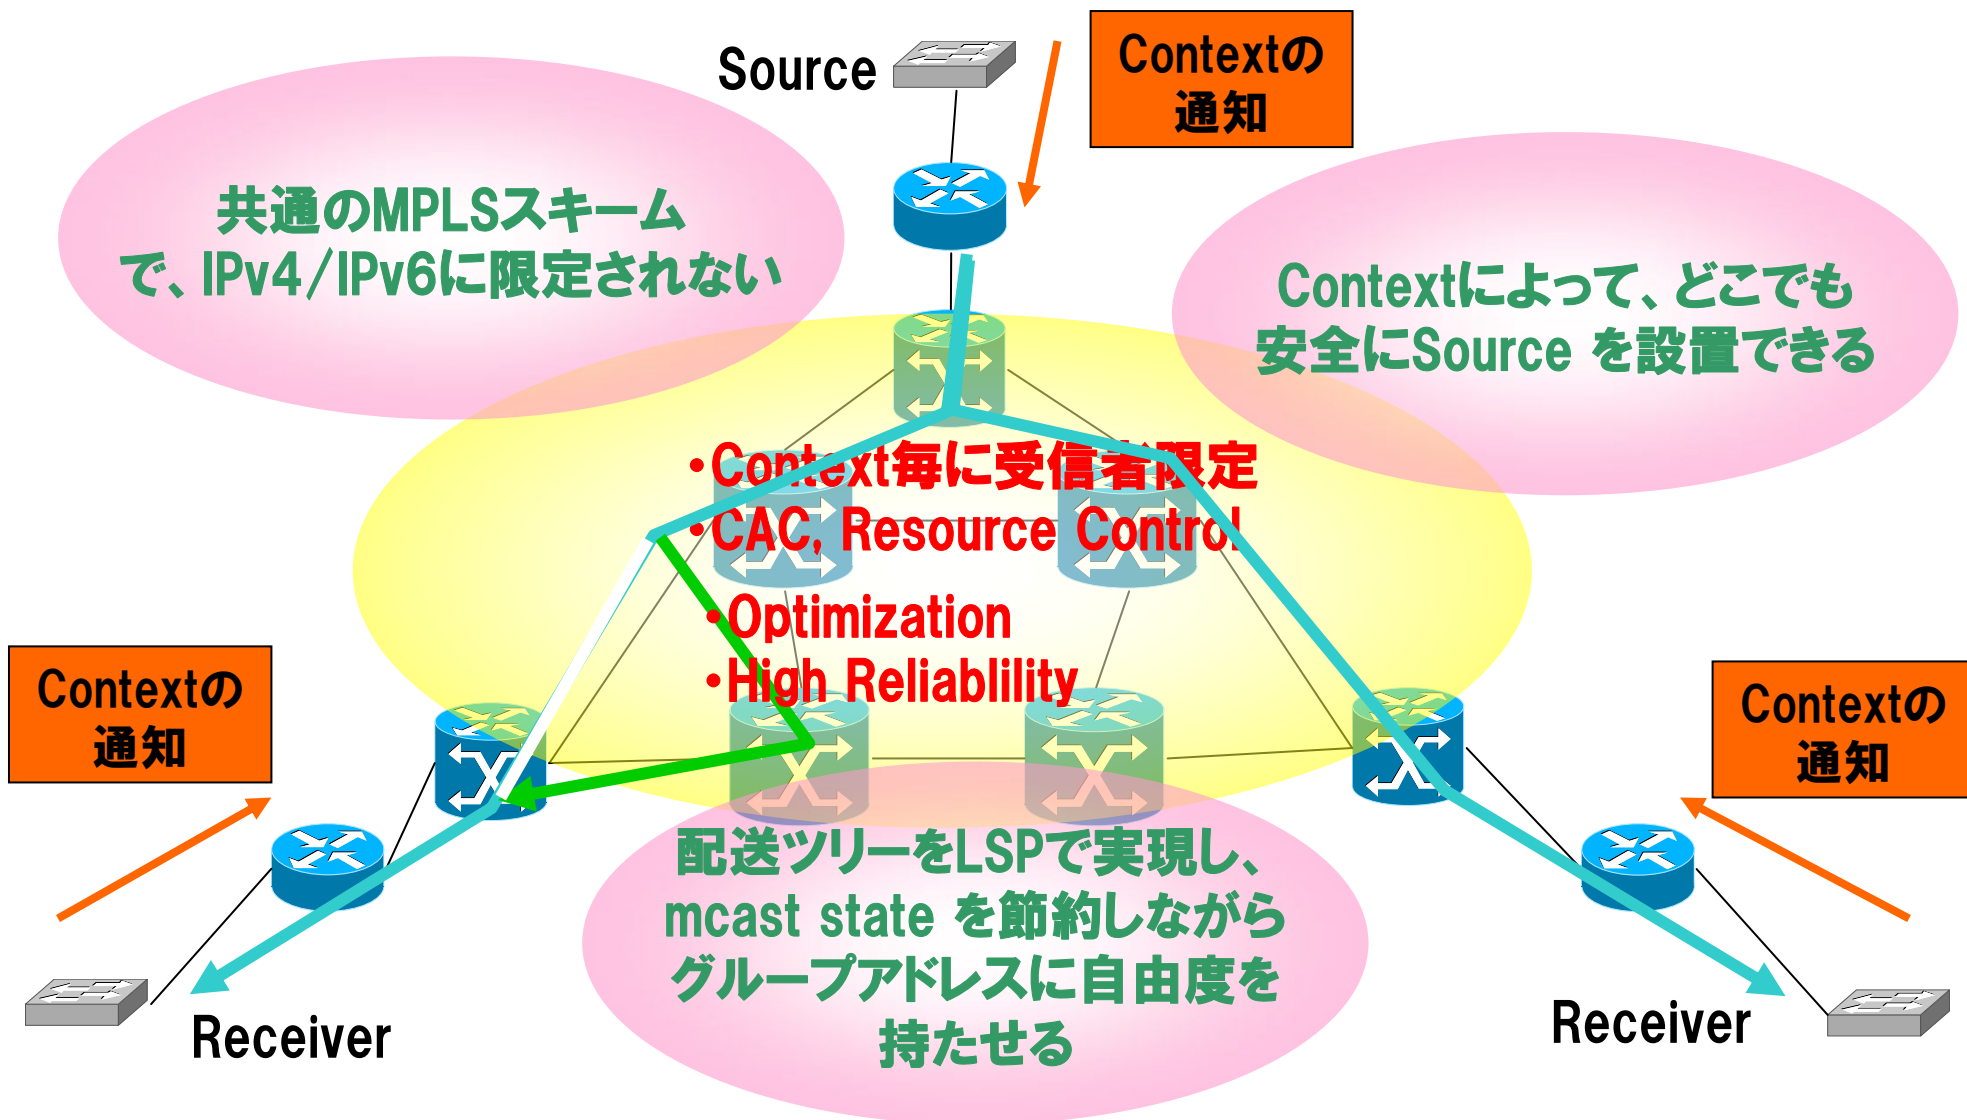 Source
Contextの
通知
共通のMPLSスキーム
で、IPv4/IPv6に限定されない
Contextによって、どこでも
安全にSource を設置できる
•Context毎に受信者限定
•CAC, Resource Control
•Optimization
•High Reliablility
Contextの
通知
Contextの
通知
配送ツリーをLSPで実現し、
mcast state を節約しながら
グループアドレスに自由度を
持たせる
Receiver
Receiver